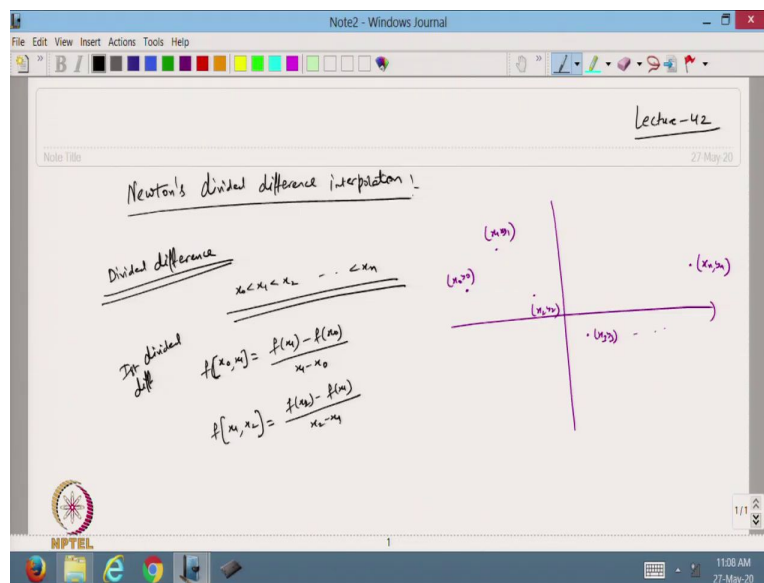 Note2 - Windows Journal
File Edit View Insert Actions Tools Help
B I
Lecture-42
Note Title
27-May-20
Newton's divided difference interpolation:-
Divided difference
x₀<x₁<x₂ - . . <xₙ
Ist divided diff
f[x₀,x₁] = f(x₁)-f(x₀) / x₁-x₀
f[x₁,x₂] = f(x₂)-f(x₁) / x₂-x₁
(x₁,y₁)
(x₀,y₀)
(x₂,y₂)
(x₃,y₃) - . .
(xₙ,yₙ)
NPTEL
1
1/1
11:08 AM
27-May-20